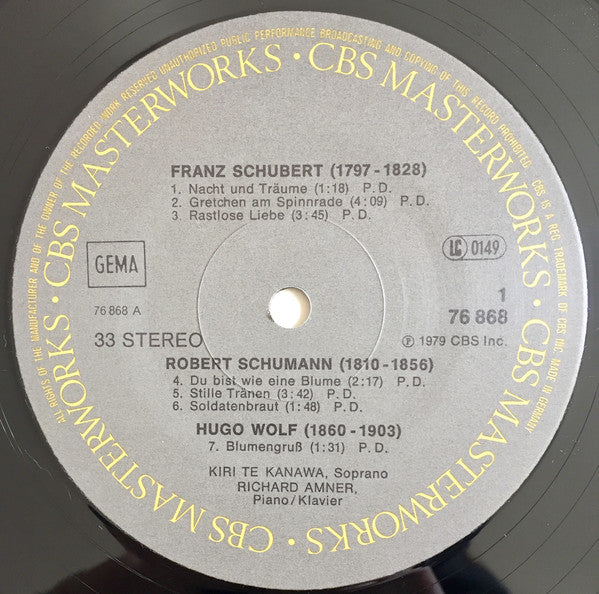 ALL RIGHTS OF THE MANUFACTURER AND OF THE OWNER OF THE RECORDED WORK RESERVED UNAUTHORIZED PUBLIC PERFORMANCE BROADCASTING AND COPYING OF THIS RECORD PROHIBITED. CBS IS A REG. TRADEMARK OF CBS INC MADE IN GERMANY
CBS MASTERWORKS · CBS MASTERWORKS · CBS MASTERWORKS · CBS MASTERWORKS ·
FRANZ SCHUBERT (1797-1828)
1. Nacht und Träume (1:18) P.D.
2. Gretchen am Spinnrade (4:09) P.D.
3. Rastlose Liebe (3:45) P.D.
GEMA
LC 0149
76 868 A
1
76 868
33 STEREO
℗ 1979 CBS Inc.
ROBERT SCHUMANN (1810-1856)
4. Du bist wie eine Blume (2:17) P.D.
5. Stille Tränen (3:42) P.D.
6. Soldatenbraut (1:48) P.D.
HUGO WOLF (1860-1903)
7. Blumengruß (1:31) P.D.
KIRI TE KANAWA, Soprano
RICHARD AMNER,
Piano/Klavier